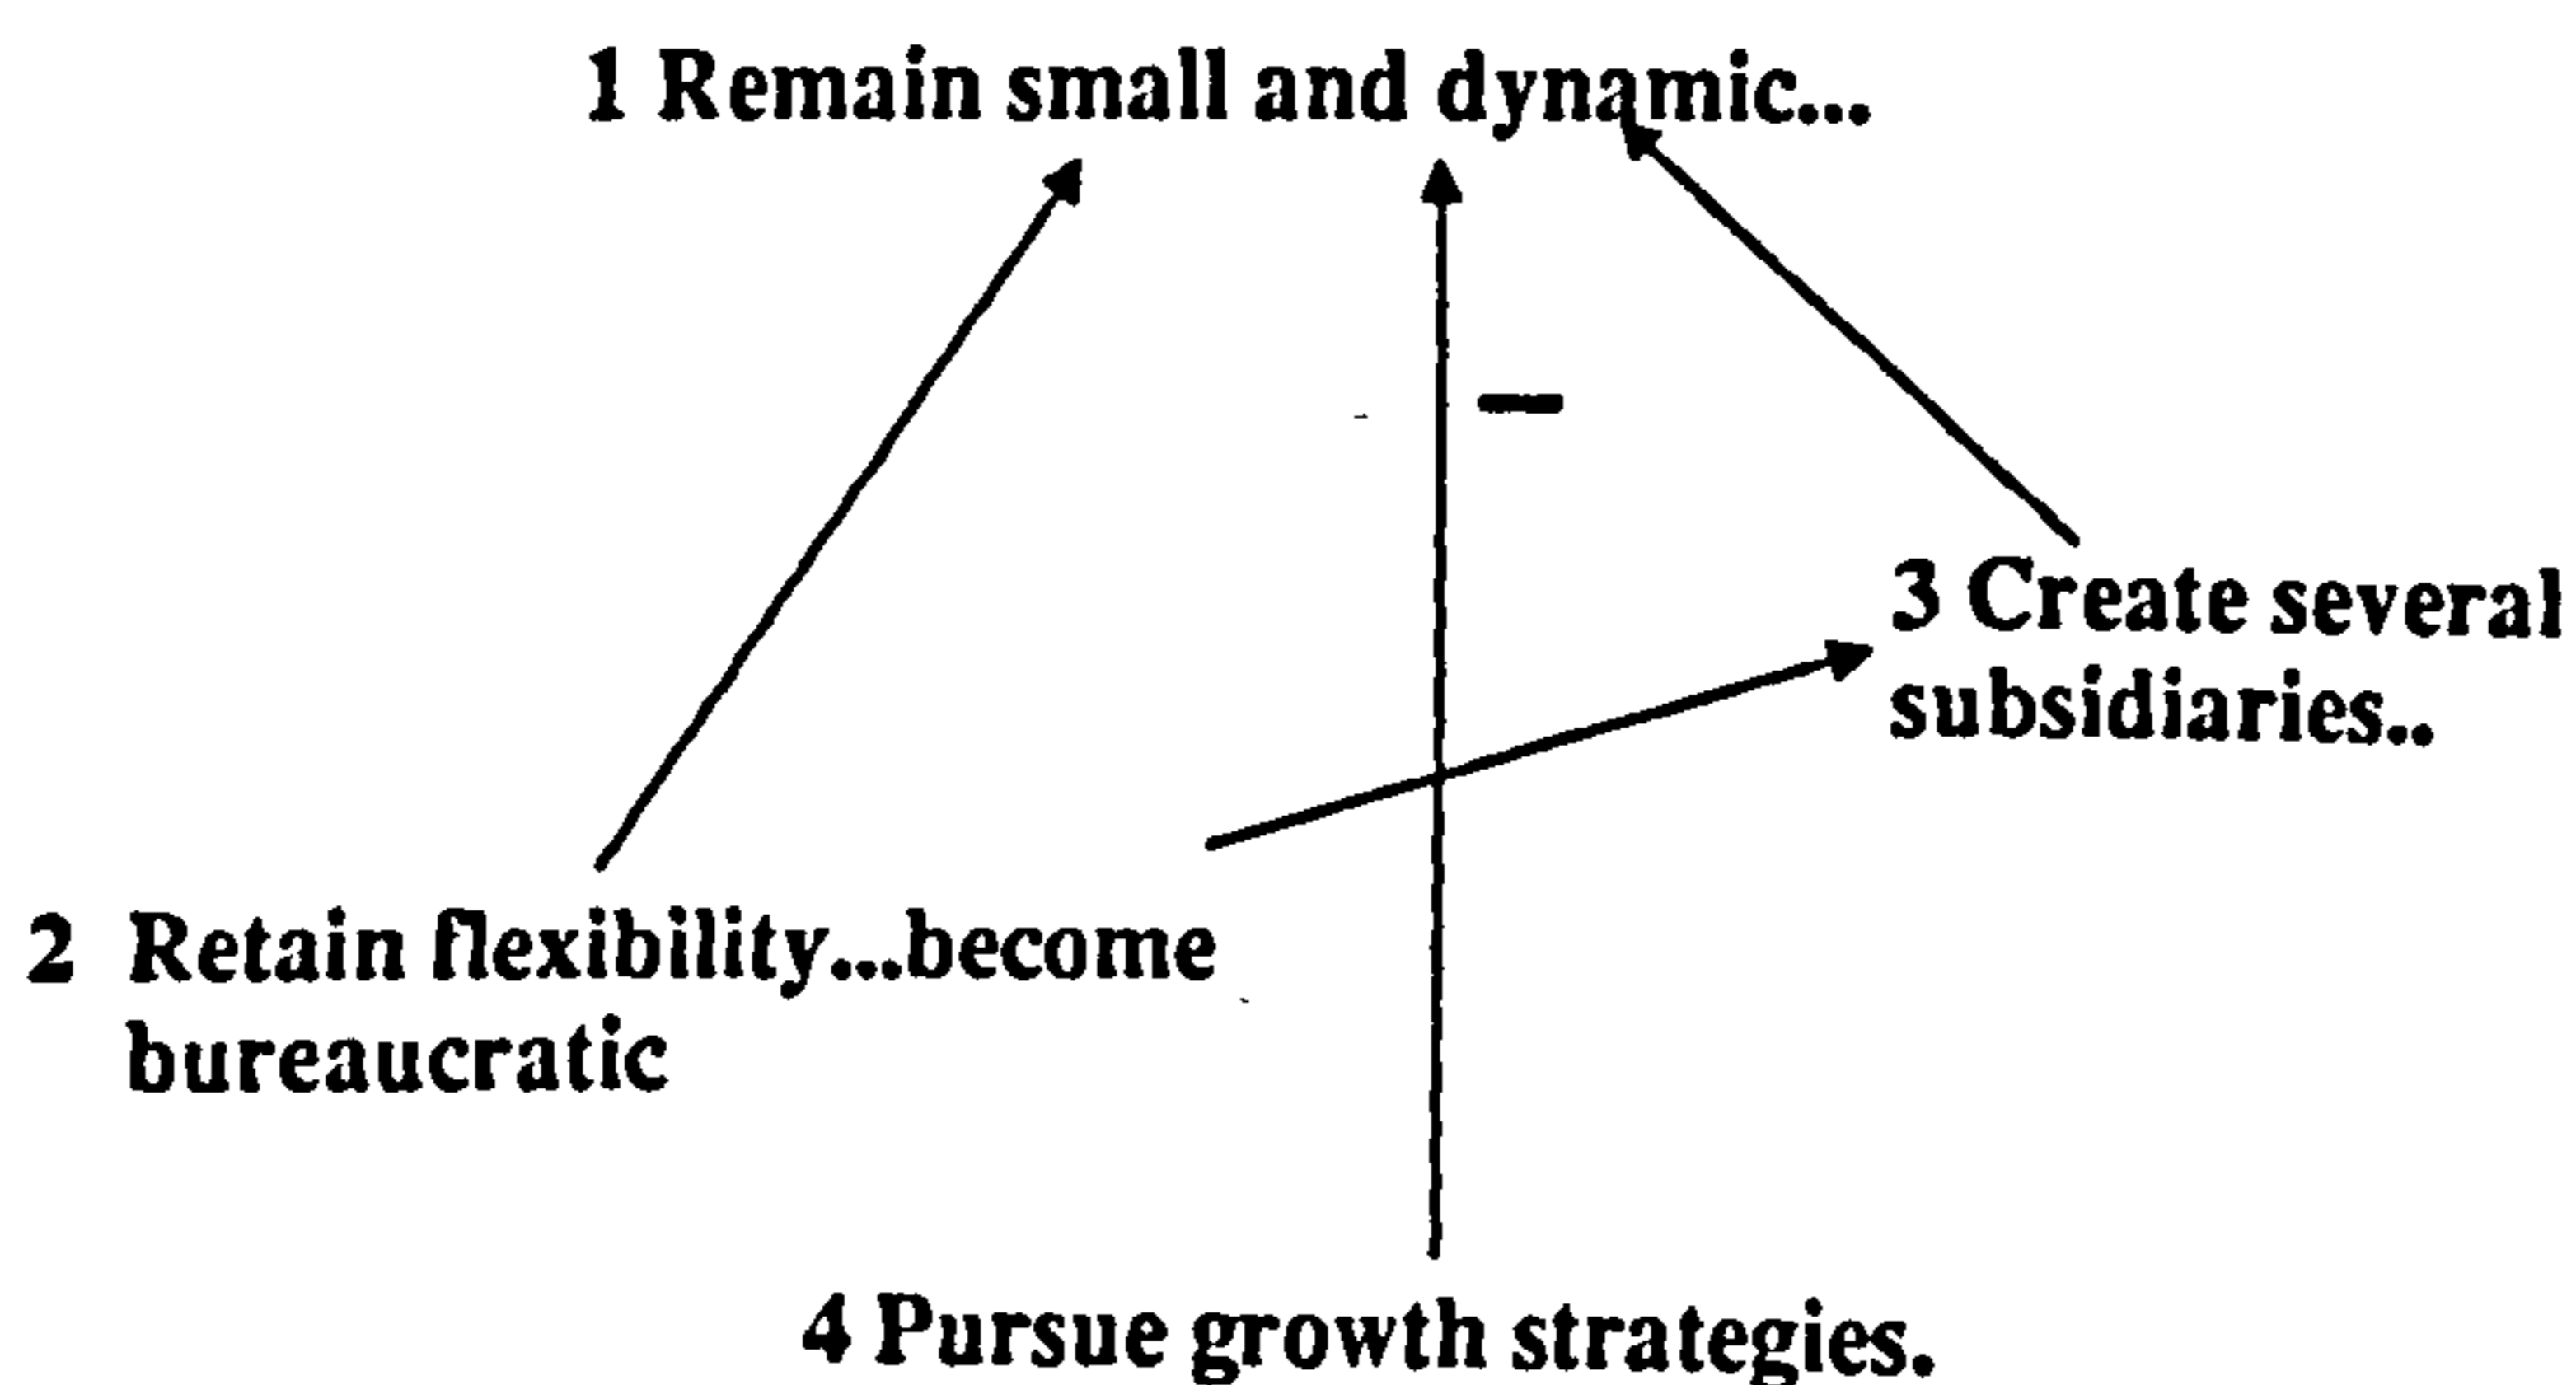 1 Remain small and dynamic...
3 Create several
subsidiaries..
2 Retain flexibility...become
bureaucratic
4 Pursue growth strategies.